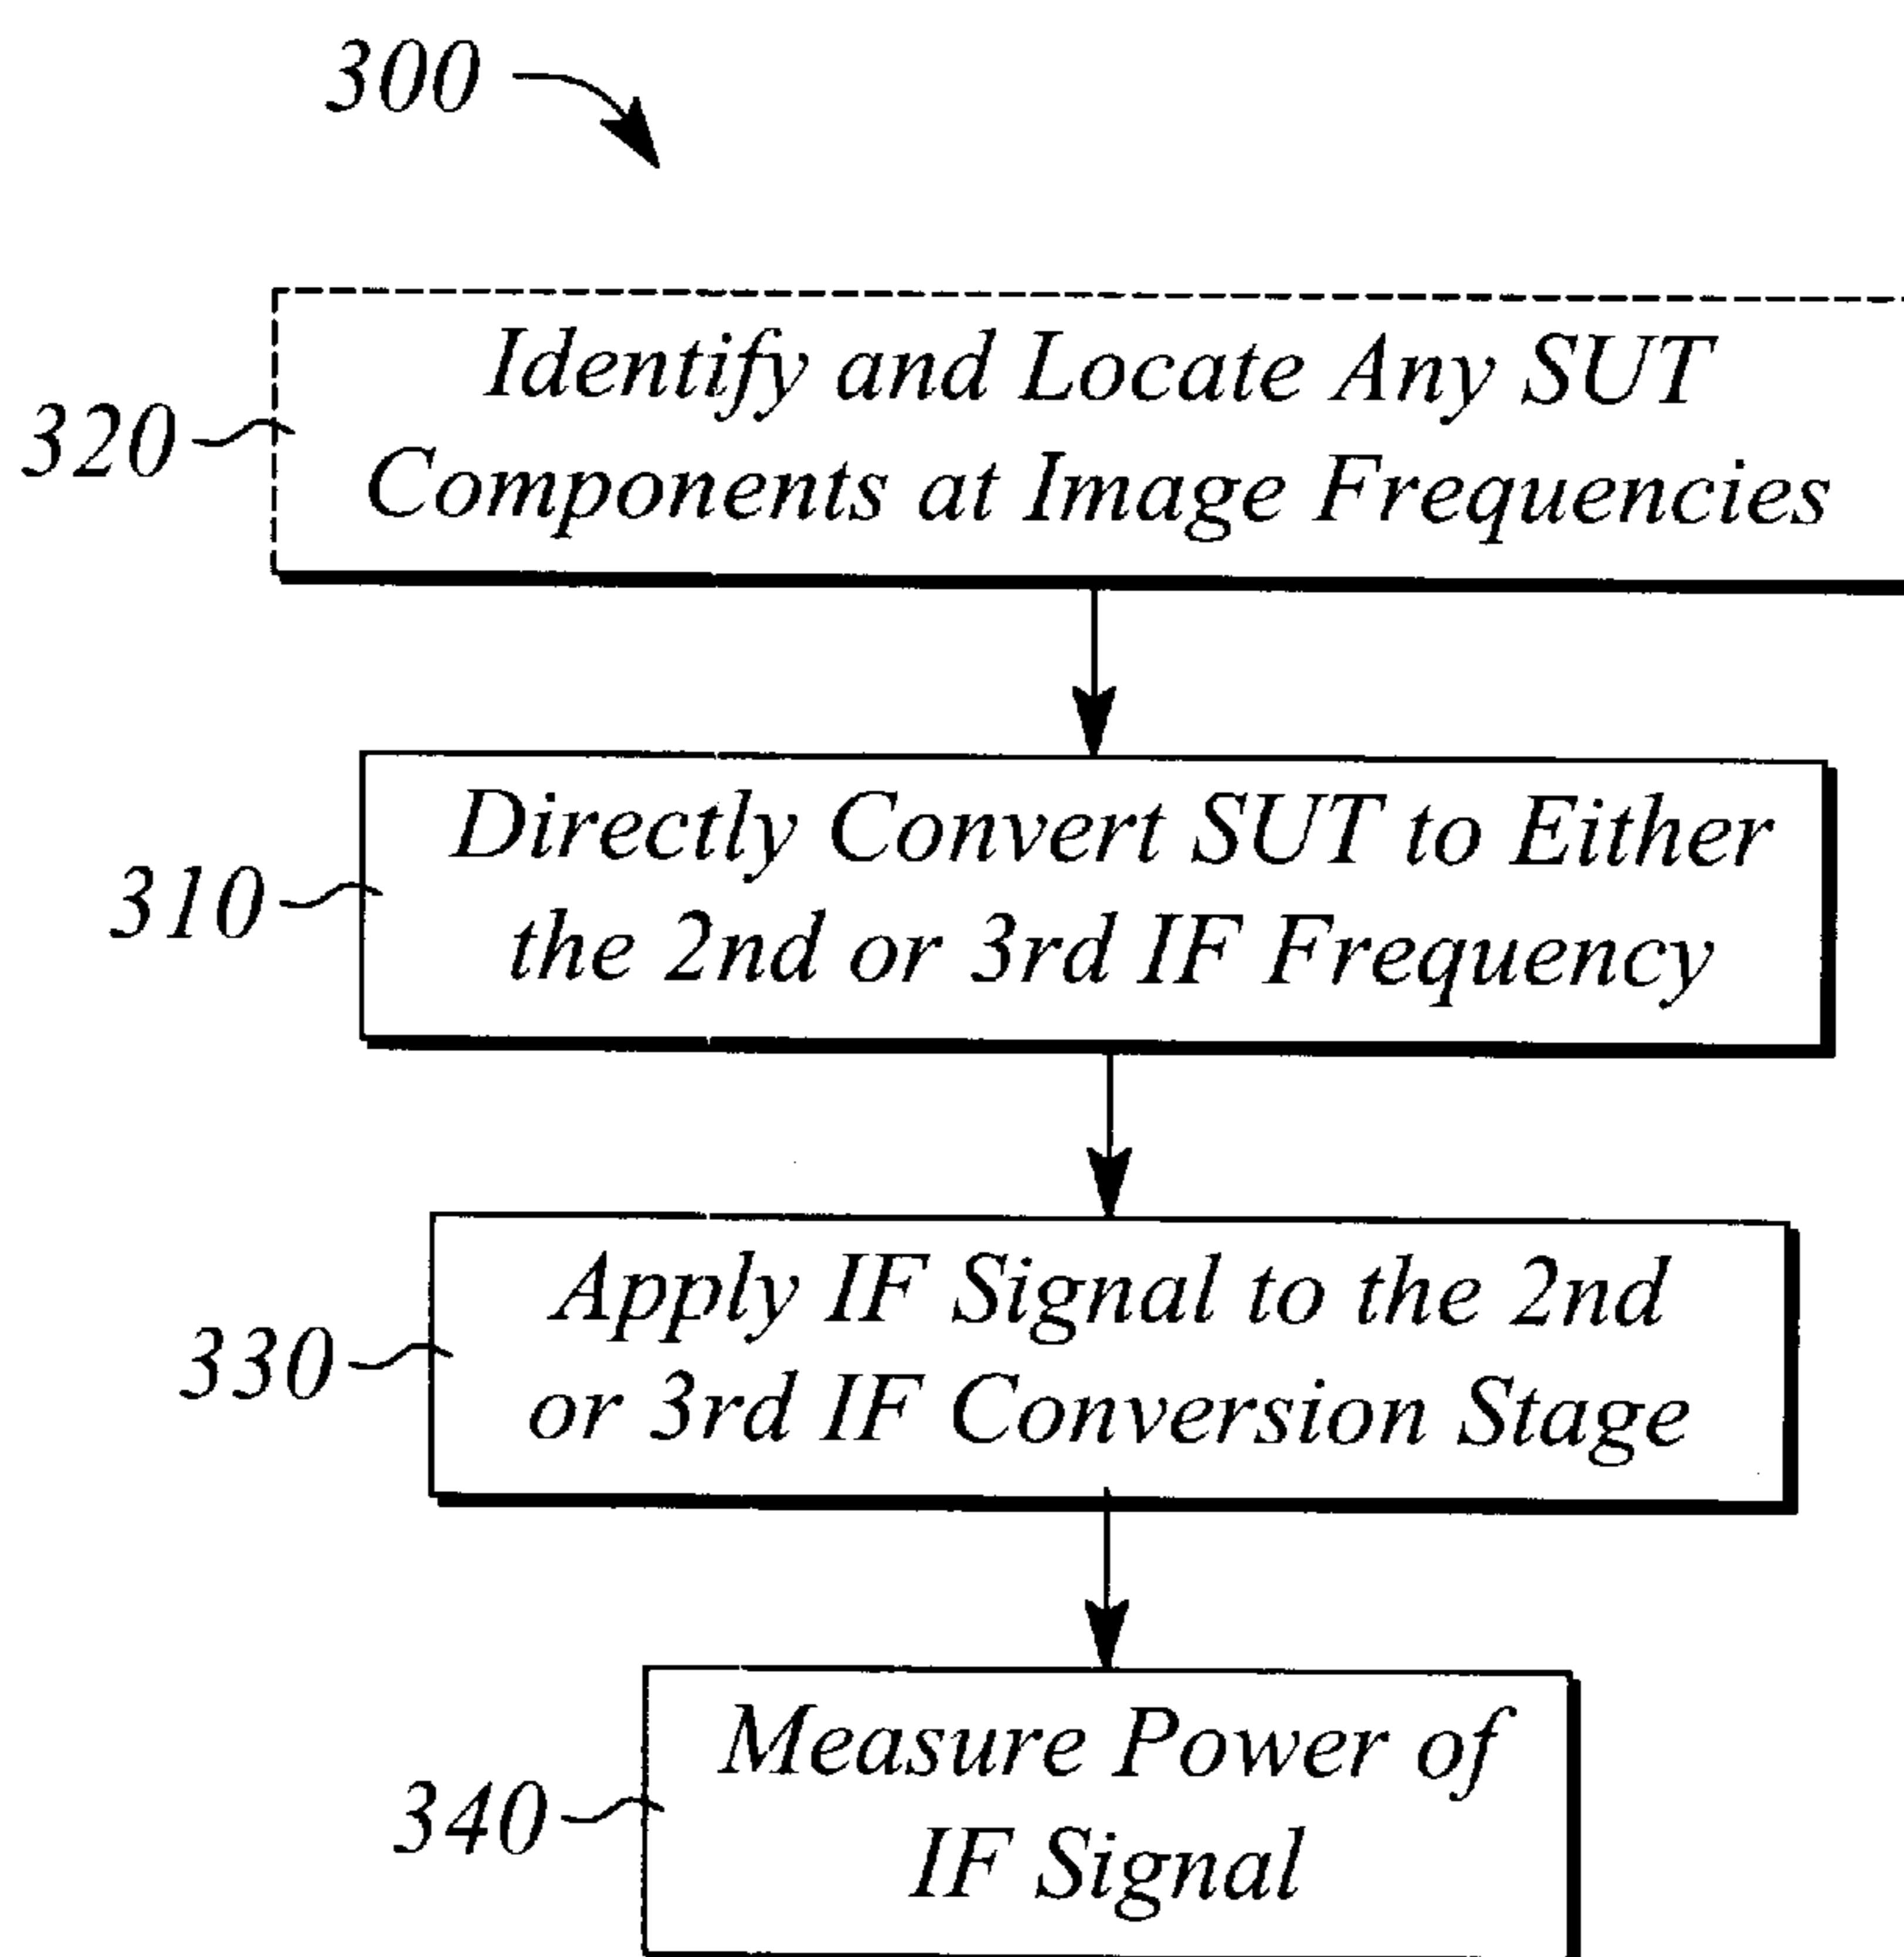 300
320
Identify and Locate Any SUT
Components at Image Frequencies
310
Directly Convert SUT to Either
the 2nd or 3rd IF Frequency
330
Apply IF Signal to the 2nd
or 3rd IF Conversion Stage
340
Measure Power of
IF Signal